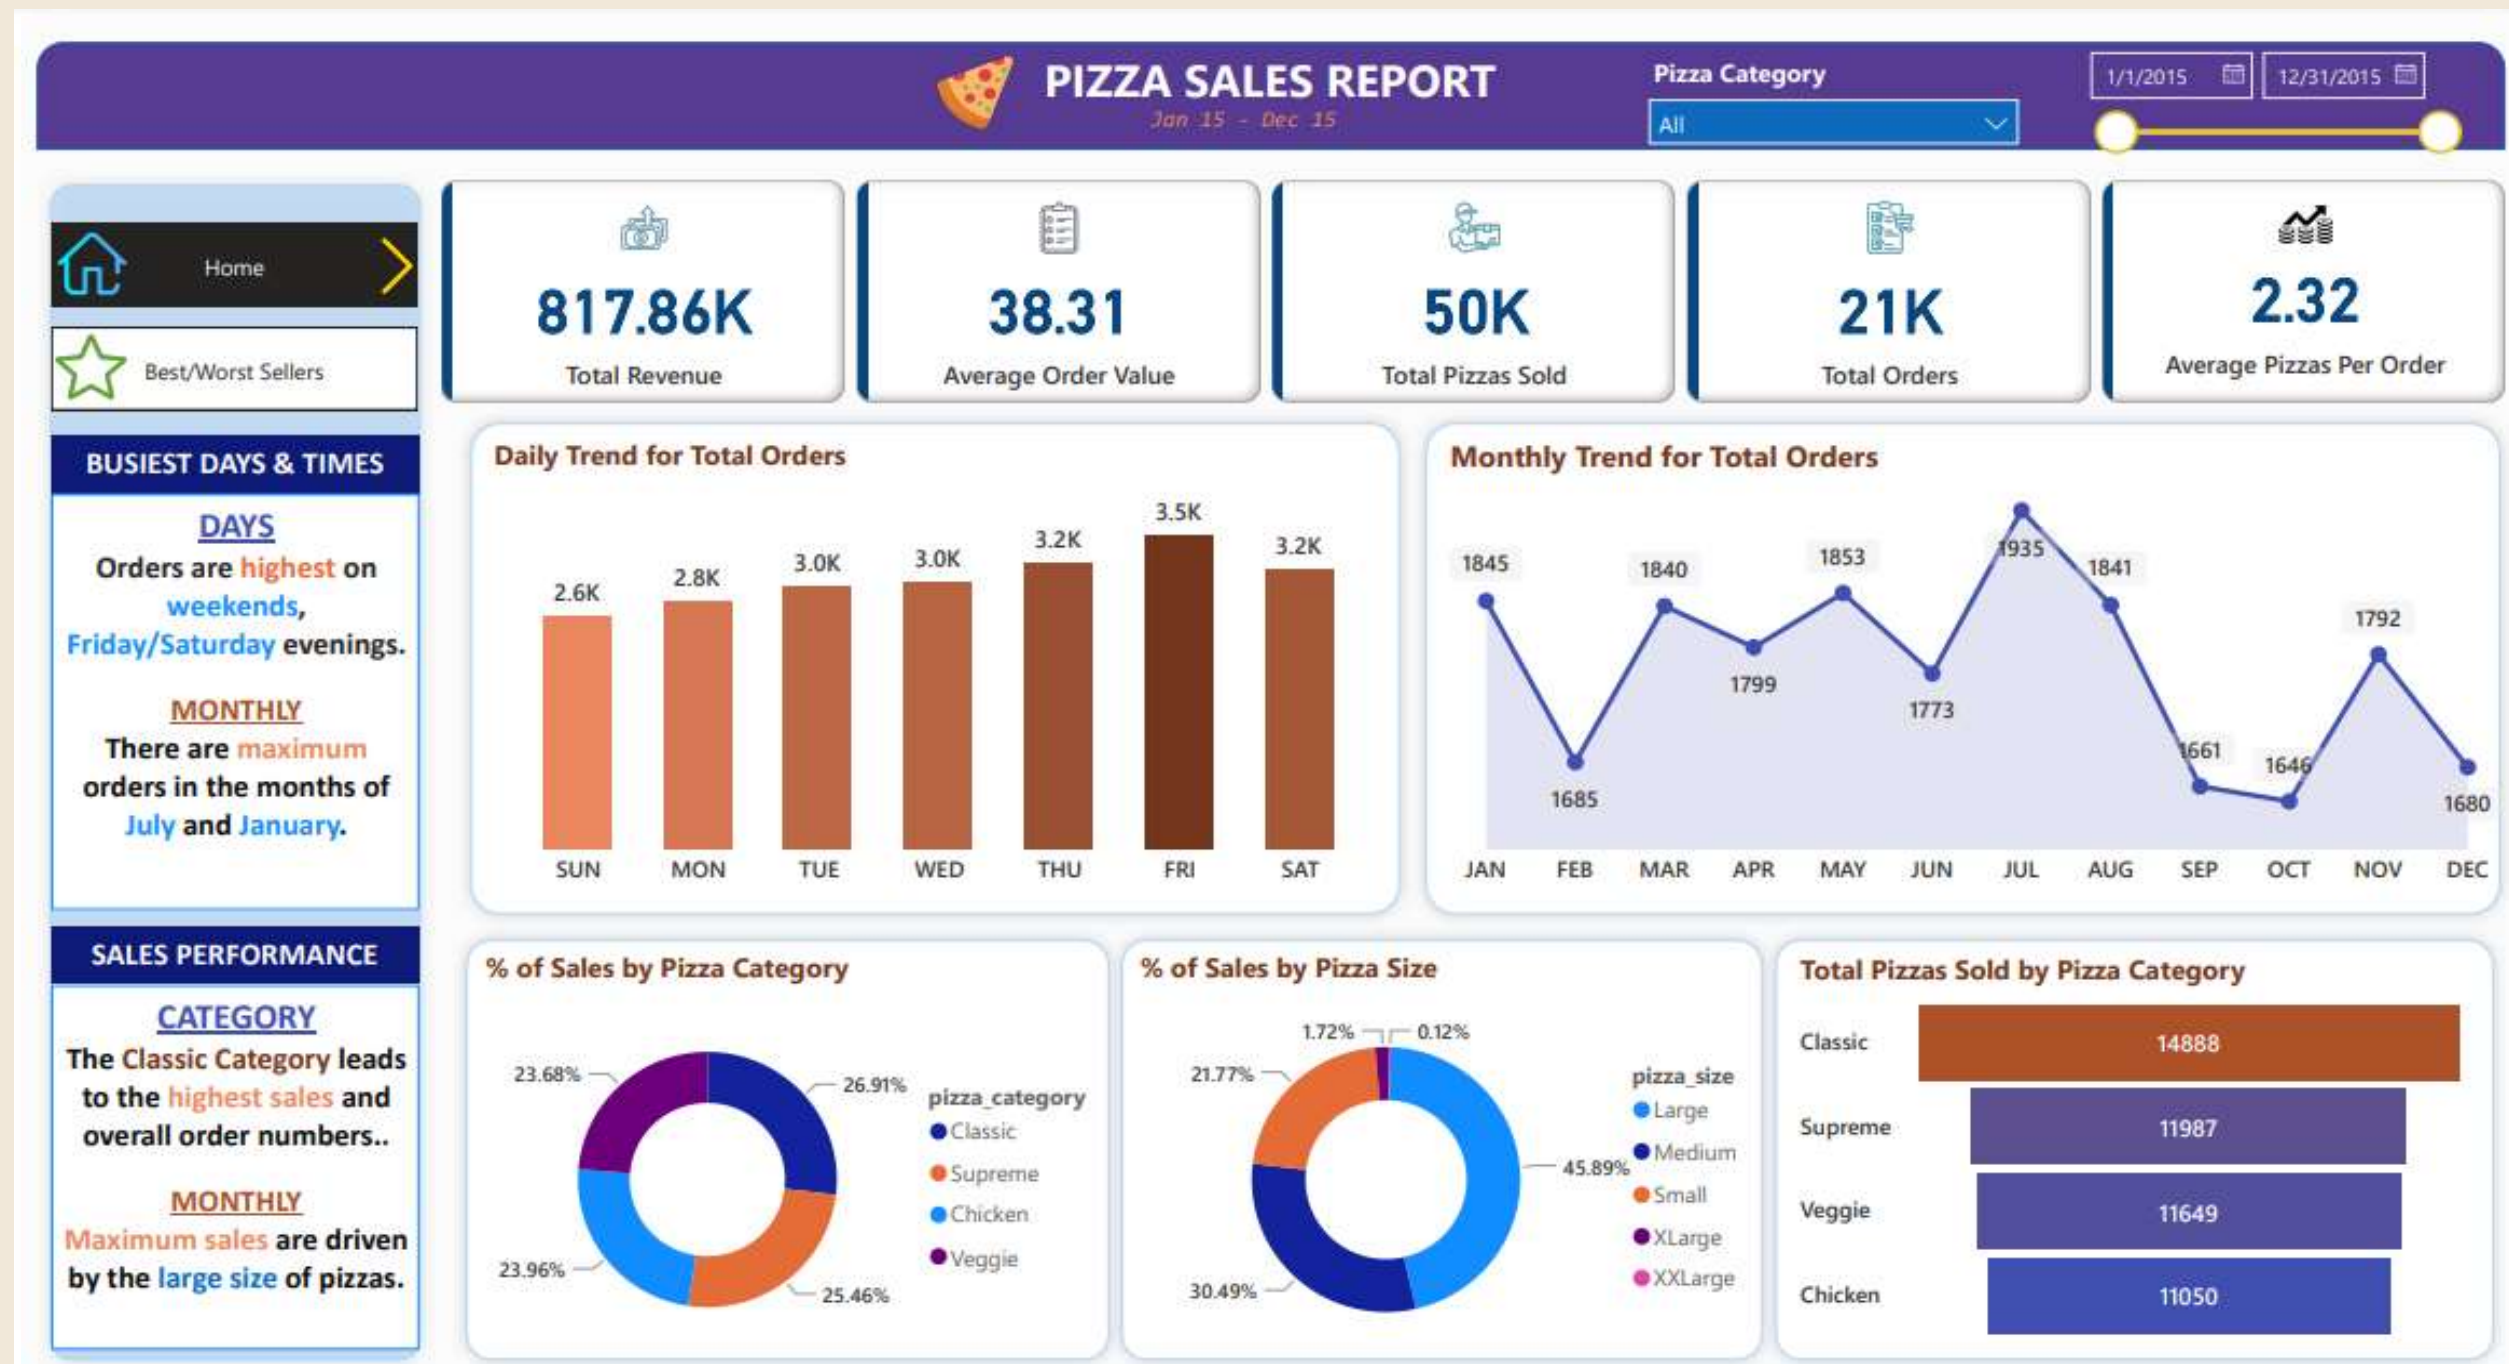 PIZZA SALES REPORT
Jan 15 - Dec 15
Pizza Category
All
1/1/2015
12/31/2015
Home
Best/Worst Sellers
817.86K
Total Revenue
38.31
Average Order Value
50K
Total Pizzas Sold
21K
Total Orders
2.32
Average Pizzas Per Order
BUSIEST DAYS & TIMES
DAYS
Orders are highest on
weekends,
Friday/Saturday evenings.
MONTHLY
There are maximum
orders in the months of
July and January.
Daily Trend for Total Orders
2.6K
2.8K
3.0K
3.0K
3.2K
3.5K
3.2K
SUN MON TUE WED THU FRI SAT
Monthly Trend for Total Orders
1845
1685
1840
1799
1853
1773
1935
1841
1661
1646
1792
1680
JAN FEB MAR APR MAY JUN JUL AUG SEP OCT NOV DEC
SALES PERFORMANCE
CATEGORY
The Classic Category leads
to the highest sales and
overall order numbers..
MONTHLY
Maximum sales are driven
by the large size of pizzas.
% of Sales by Pizza Category
23.68%
26.91%
23.96%
25.46%
pizza_category
Classic
Supreme
Chicken
Veggie
% of Sales by Pizza Size
1.72%
0.12%
21.77%
45.89%
30.49%
pizza_size
Large
Medium
Small
XLarge
XXLarge
Total Pizzas Sold by Pizza Category
Classic 14888
Supreme 11987
Veggie 11649
Chicken 11050